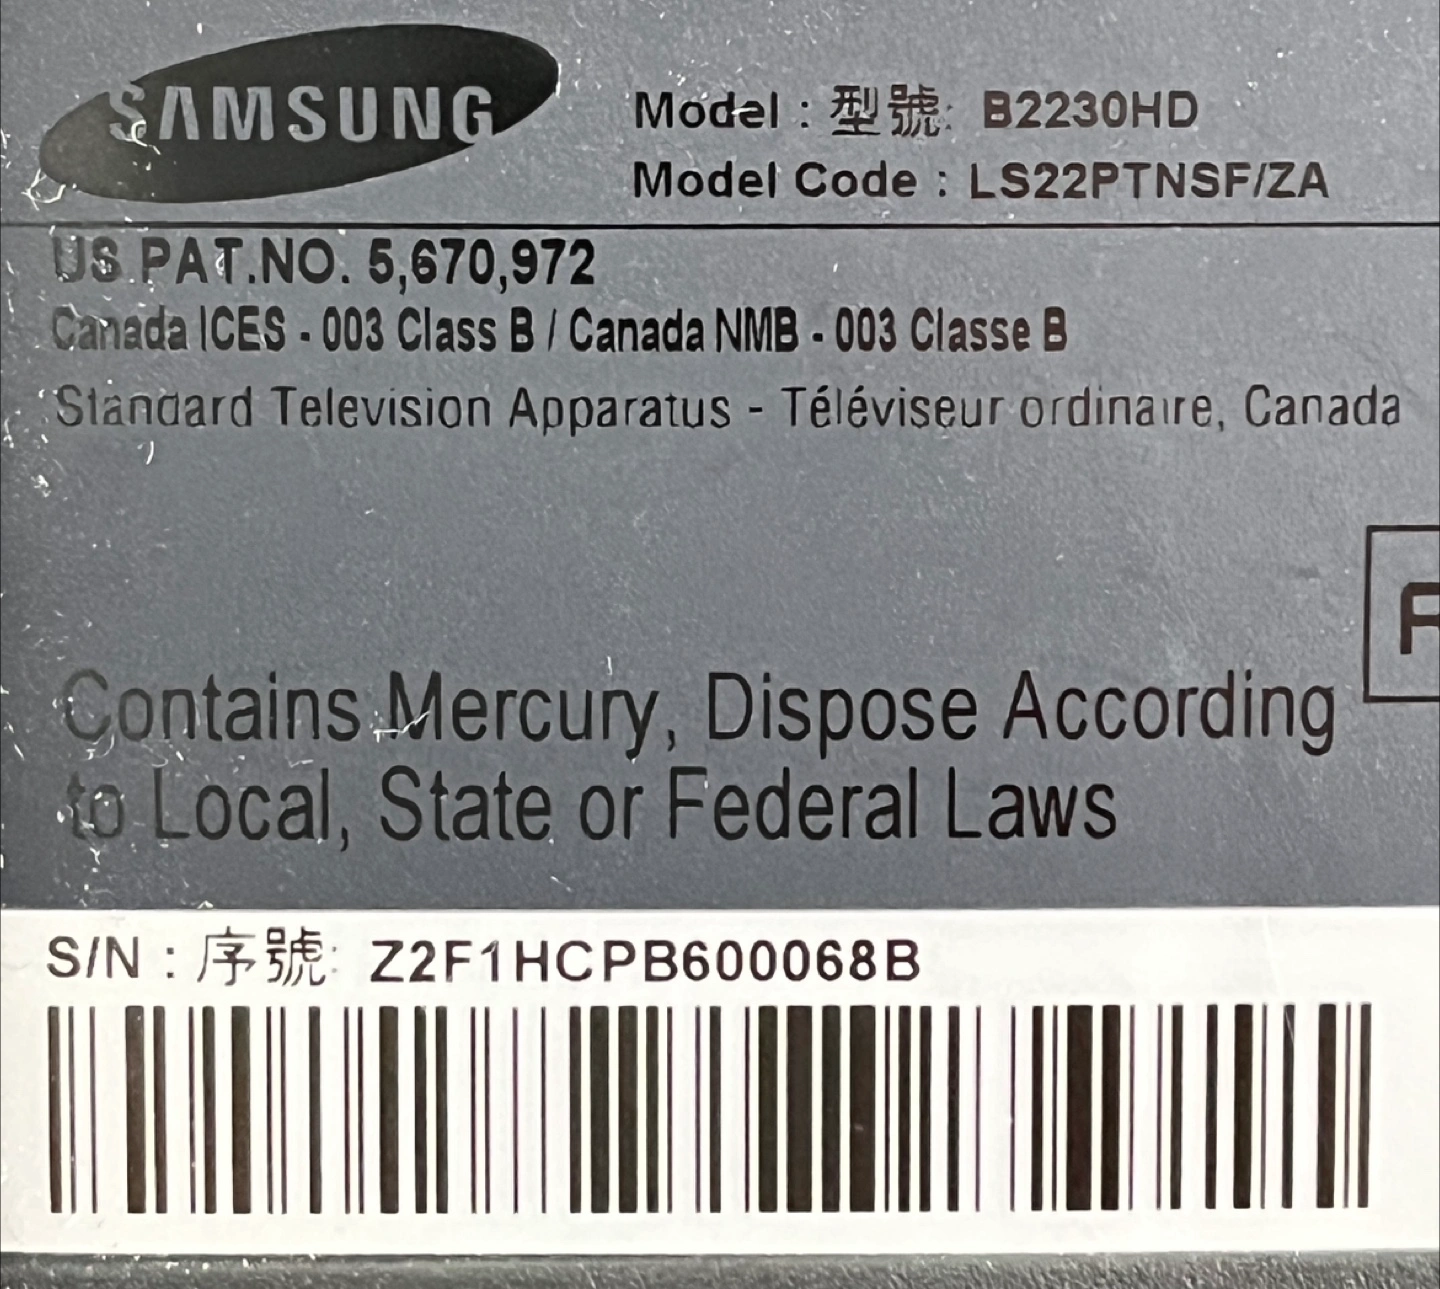 SAMSUNG
Model : 型號: B2230HD
Model Code : LS22PTNSF/ZA
US PAT.NO. 5,670,972
Canada ICES - 003 Class B / Canada NMB - 003 Classe B
Standard Television Apparatus - Téléviseur ordinaire, Canada
Contains Mercury, Dispose According
to Local, State or Federal Laws
S/N : 序號: Z2F1HCPB600068B